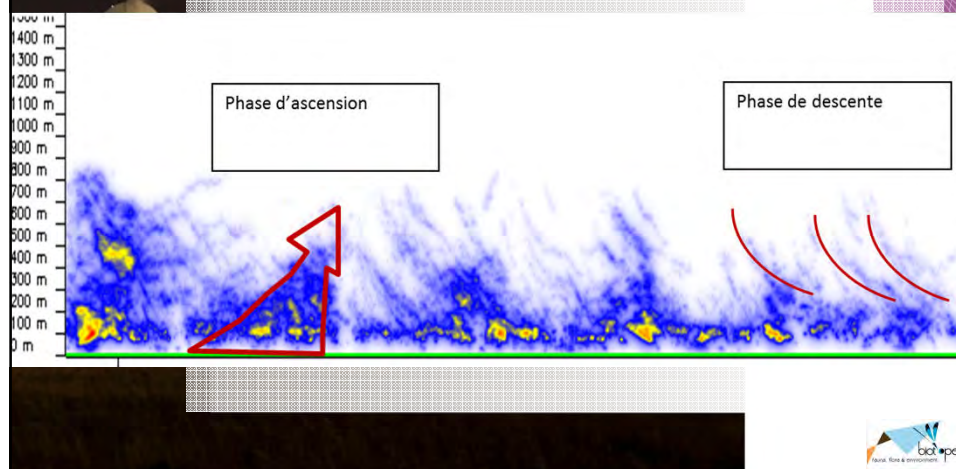 1400 m
1300 m
1200 m
1100 m
1000 m
900 m
800 m
700 m
600 m
500 m
400 m
300 m
200 m
100 m
0 m
Phase d’ascension
Phase de descente
biotope
faune, flore & environnement